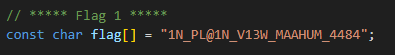 // ***** Flag 1 *****
const char flag[] = "1N_PL@1N_V13W_MAAHUM_4484";